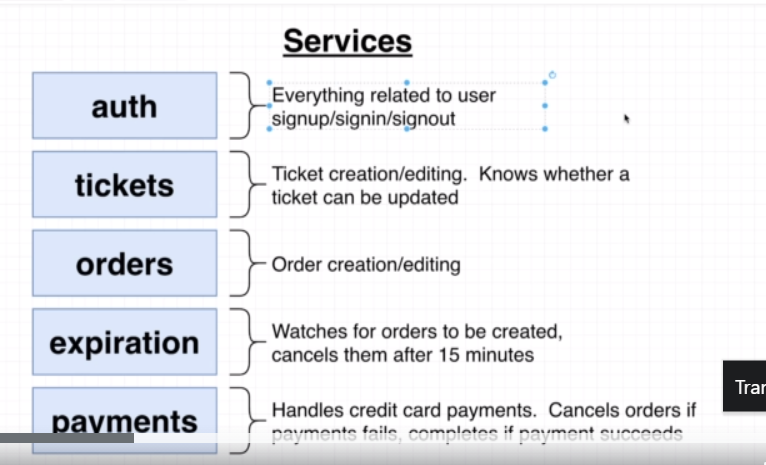 Services
auth
Everything related to user
signup/signin/signout
tickets
Ticket creation/editing.  Knows whether a
ticket can be updated
orders
Order creation/editing
expiration
Watches for orders to be created,
cancels them after 15 minutes
payments
Handles credit card payments.  Cancels orders if
payments fails, completes if payment succeeds
Tran